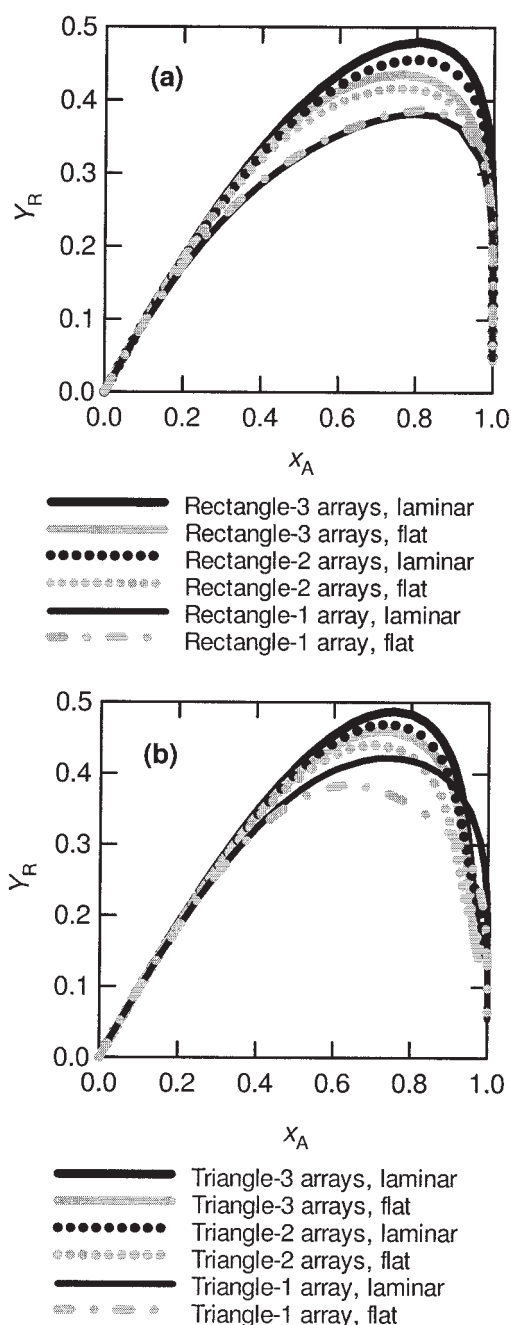 0.5
(a)
0.4
0.3
Y_R
0.2
0.1
0.0
0.0 0.2 0.4 0.6 0.8 1.0
x_A
Rectangle-3 arrays, laminar
Rectangle-3 arrays, flat
Rectangle-2 arrays, laminar
Rectangle-2 arrays, flat
Rectangle-1 array, laminar
Rectangle-1 array, flat
0.5
(b)
0.4
0.3
Y_R
0.2
0.1
0.0
0.0 0.2 0.4 0.6 0.8 1.0
x_A
Triangle-3 arrays, laminar
Triangle-3 arrays, flat
Triangle-2 arrays, laminar
Triangle-2 arrays, flat
Triangle-1 array, laminar
Triangle-1 array, flat